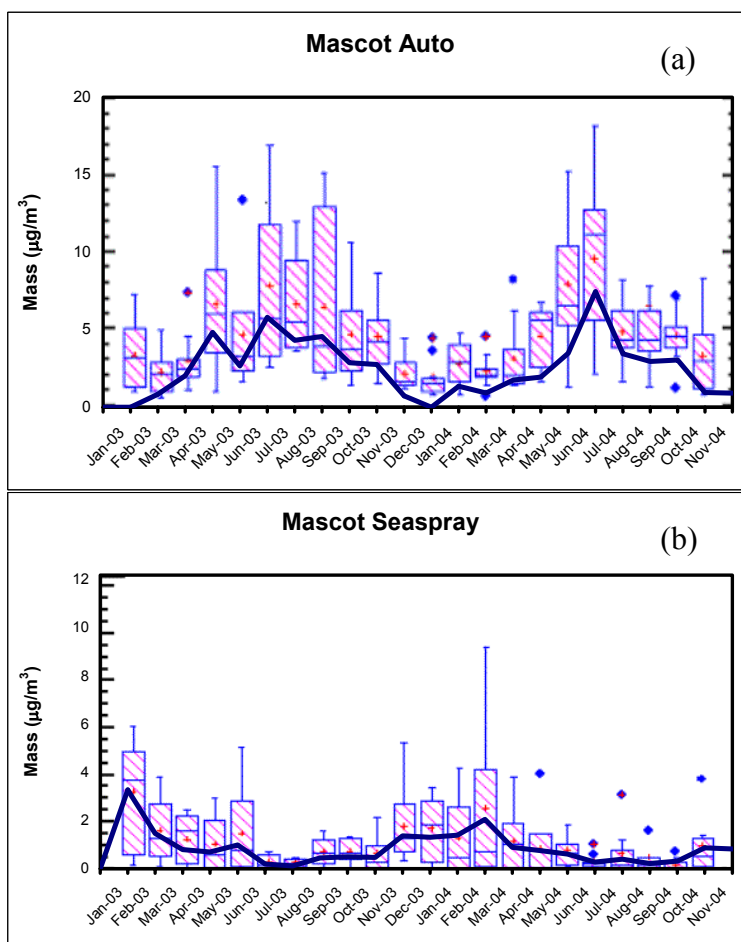 Mascot Auto
(a)
20
15
10
5
0
Mass (µg/m³)
Jan-03
Feb-03
Mar-03
Apr-03
May-03
Jun-03
Jul-03
Aug-03
Sep-03
Oct-03
Nov-03
Dec-03
Jan-04
Feb-04
Mar-04
Apr-04
May-04
Jun-04
Jul-04
Aug-04
Sep-04
Oct-04
Nov-04
Mascot Seaspray
(b)
12
10
8
6
4
2
0
Mass (µg/m³)
Jan-03
Feb-03
Mar-03
Apr-03
May-03
Jun-03
Jul-03
Aug-03
Sep-03
Oct-03
Nov-03
Dec-03
Jan-04
Feb-04
Mar-04
Apr-04
May-04
Jun-04
Jul-04
Aug-04
Sep-04
Oct-04
Nov-04